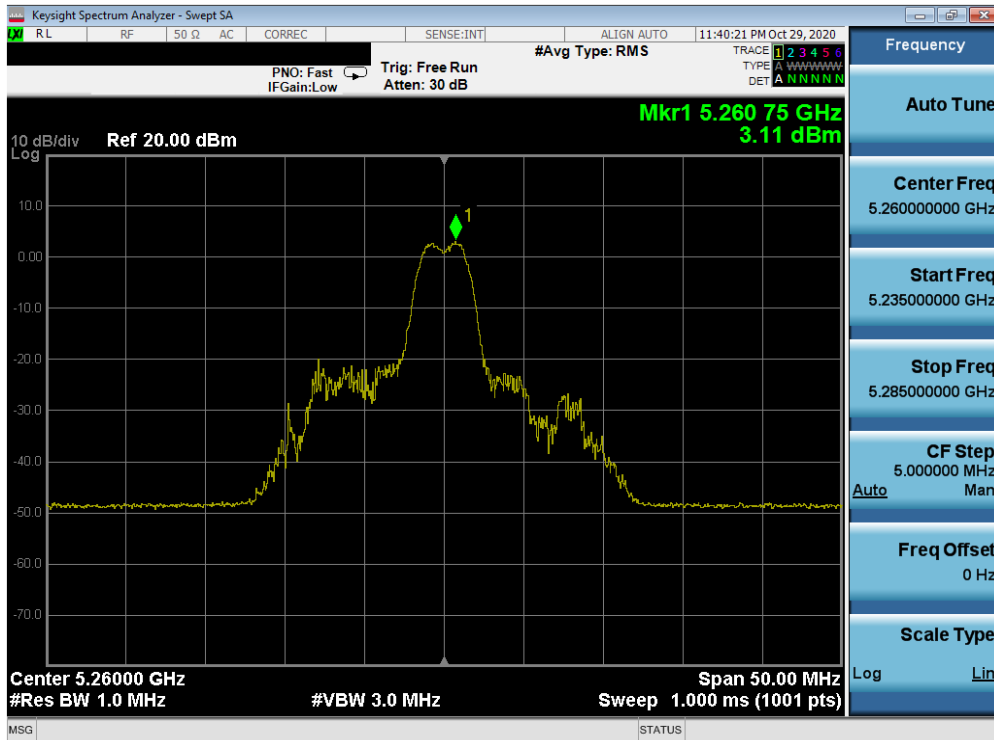 Keysight Spectrum Analyzer - Swept SA
LXI RL RF 50 Ω AC CORREC SENSE:INT ALIGN AUTO 11:40:21 PM Oct 29, 2020
Frequency
#Avg Type: RMS TRACE 1 2 3 4 5 6
PNO: Fast Trig: Free Run TYPE A WWWWW
IFGain:Low Atten: 30 dB DET A N N N N N
Auto Tune
Mkr1 5.260 75 GHz
3.11 dBm
10 dB/div Ref 20.00 dBm
Log
Center Freq
5.260000000 GHz
10.0
1
0.00
Start Freq
5.235000000 GHz
-10.0
-20.0
Stop Freq
5.285000000 GHz
-30.0
-40.0
CF Step
5.000000 MHz
Auto Man
-50.0
Freq Offset
0 Hz
-60.0
-70.0
Scale Type
Log Lin
Center 5.26000 GHz Span 50.00 MHz
#Res BW 1.0 MHz #VBW 3.0 MHz Sweep 1.000 ms (1001 pts)
MSG STATUS